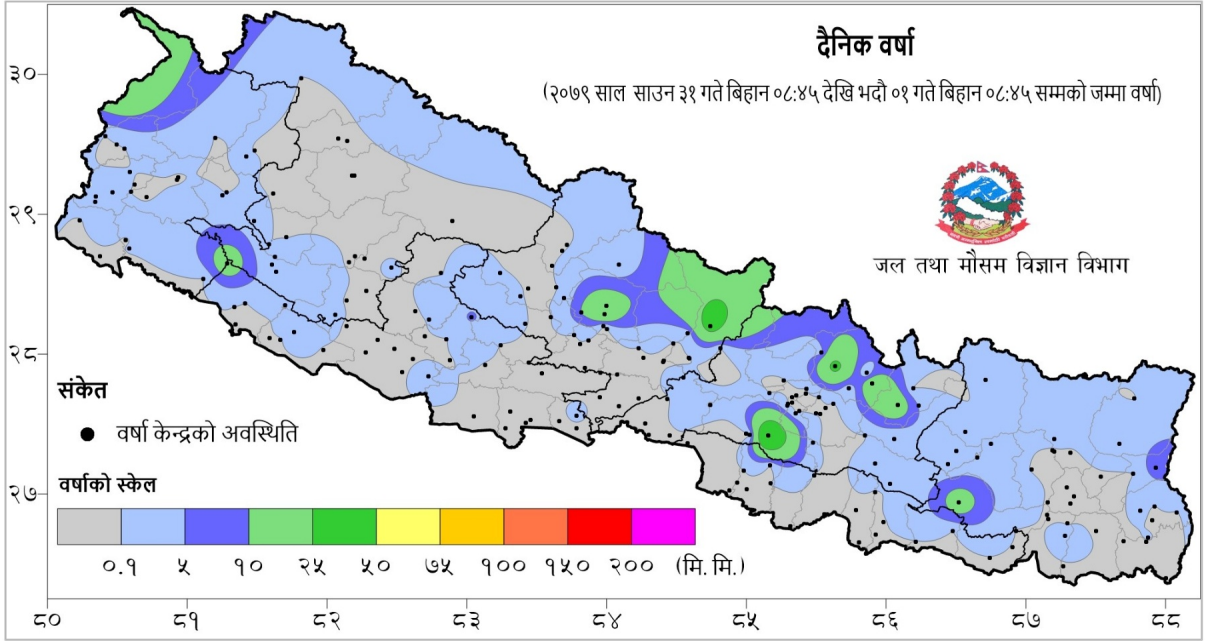 दैनिक वर्षा
(२०७९ साल साउन ३१ गते बिहान ०८:४५ देखि भदौ ०१ गते बिहान ०८:४५ सम्मको जम्मा वर्षा)
जल तथा मौसम विज्ञान विभाग
३०
२९
२८
२७
संकेत
वर्षा केन्द्रको अवस्थिति
वर्षाको स्केल
०.१ ५ १० २५ ५० ७५ १०० १५० २०० (मि. मि.)
८० ८१ ८२ ८३ ८४ ८५ ८६ ८७ ८८